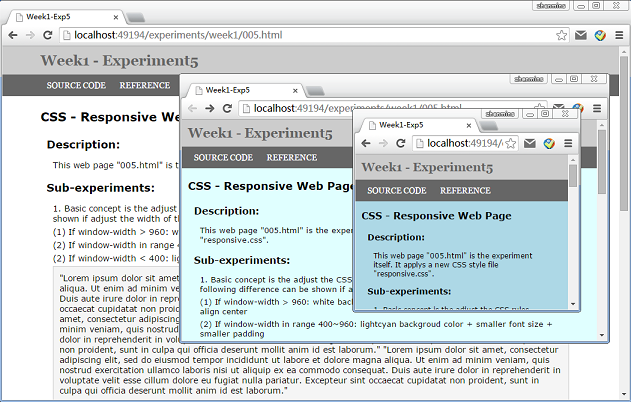 zhanmins
Week1-Exp5
localhost:49194/experiments/week1/005.html
Week1 - Experiment5
SOURCE CODE REFERENCE
CSS - Responsive We
Description:
This web page "005.html" is t
Sub-experiments:
1. Basic concept is the adjust
shown if adjust the width of th
(1) If window-width > 960: w
(2) If window-width in range 4
(2) If window-width < 400: lig
"Lorem ipsum dolor sit amet,
aliqua. Ut enim ad minim ven
Duis aute irure dolor in repreh
occaecat cupidatat non proide
amet, consectetur adipiscing e
minim veniam, quis nostrud e
dolor in reprehenderit in volup
non proident, sunt in culpa qui officia deserunt mollit anim id est laborum." "Lorem ipsum dolor sit amet, consectetur
adipiscing elit, sed do eiusmod tempor incididunt ut labore et dolore magna aliqua. Ut enim ad minim veniam, quis
nostrud exercitation ullamco laboris nisi ut aliquip ex ea commodo consequat. Duis aute irure dolor in reprehenderit in
voluptate velit esse cillum dolore eu fugiat nulla pariatur. Excepteur sint occaecat cupidatat non proident, sunt in
culpa qui officia deserunt mollit anim id est laborum."
zhanmins
Week1-Exp5
localhost:49194/experiments/week1/005.html
Week1 - Experiment5
SOURCE CODE REFERENCE
CSS - Responsive Web Page
Description:
This web page "005.html" is the exper
"responsive.css".
Sub-experiments:
1. Basic concept is the adjust the CSS
following difference can be shown if a
(1) If window-width > 960: white back
align center
(2) If window-width in range 400~960: lightcyan backgroud color + smaller font size +
smaller padding
zhanmins
Week1-Exp5
localhost:49194/
Week1 - Experiment5
SOURCE CODE REFERENCE
CSS - Responsive Web Page
Description:
This web page "005.html" is the experiment
itself. It applys a new CSS style file
"responsive.css".
Sub-experiments:
1. Basic concept is the adjust the CSS rules